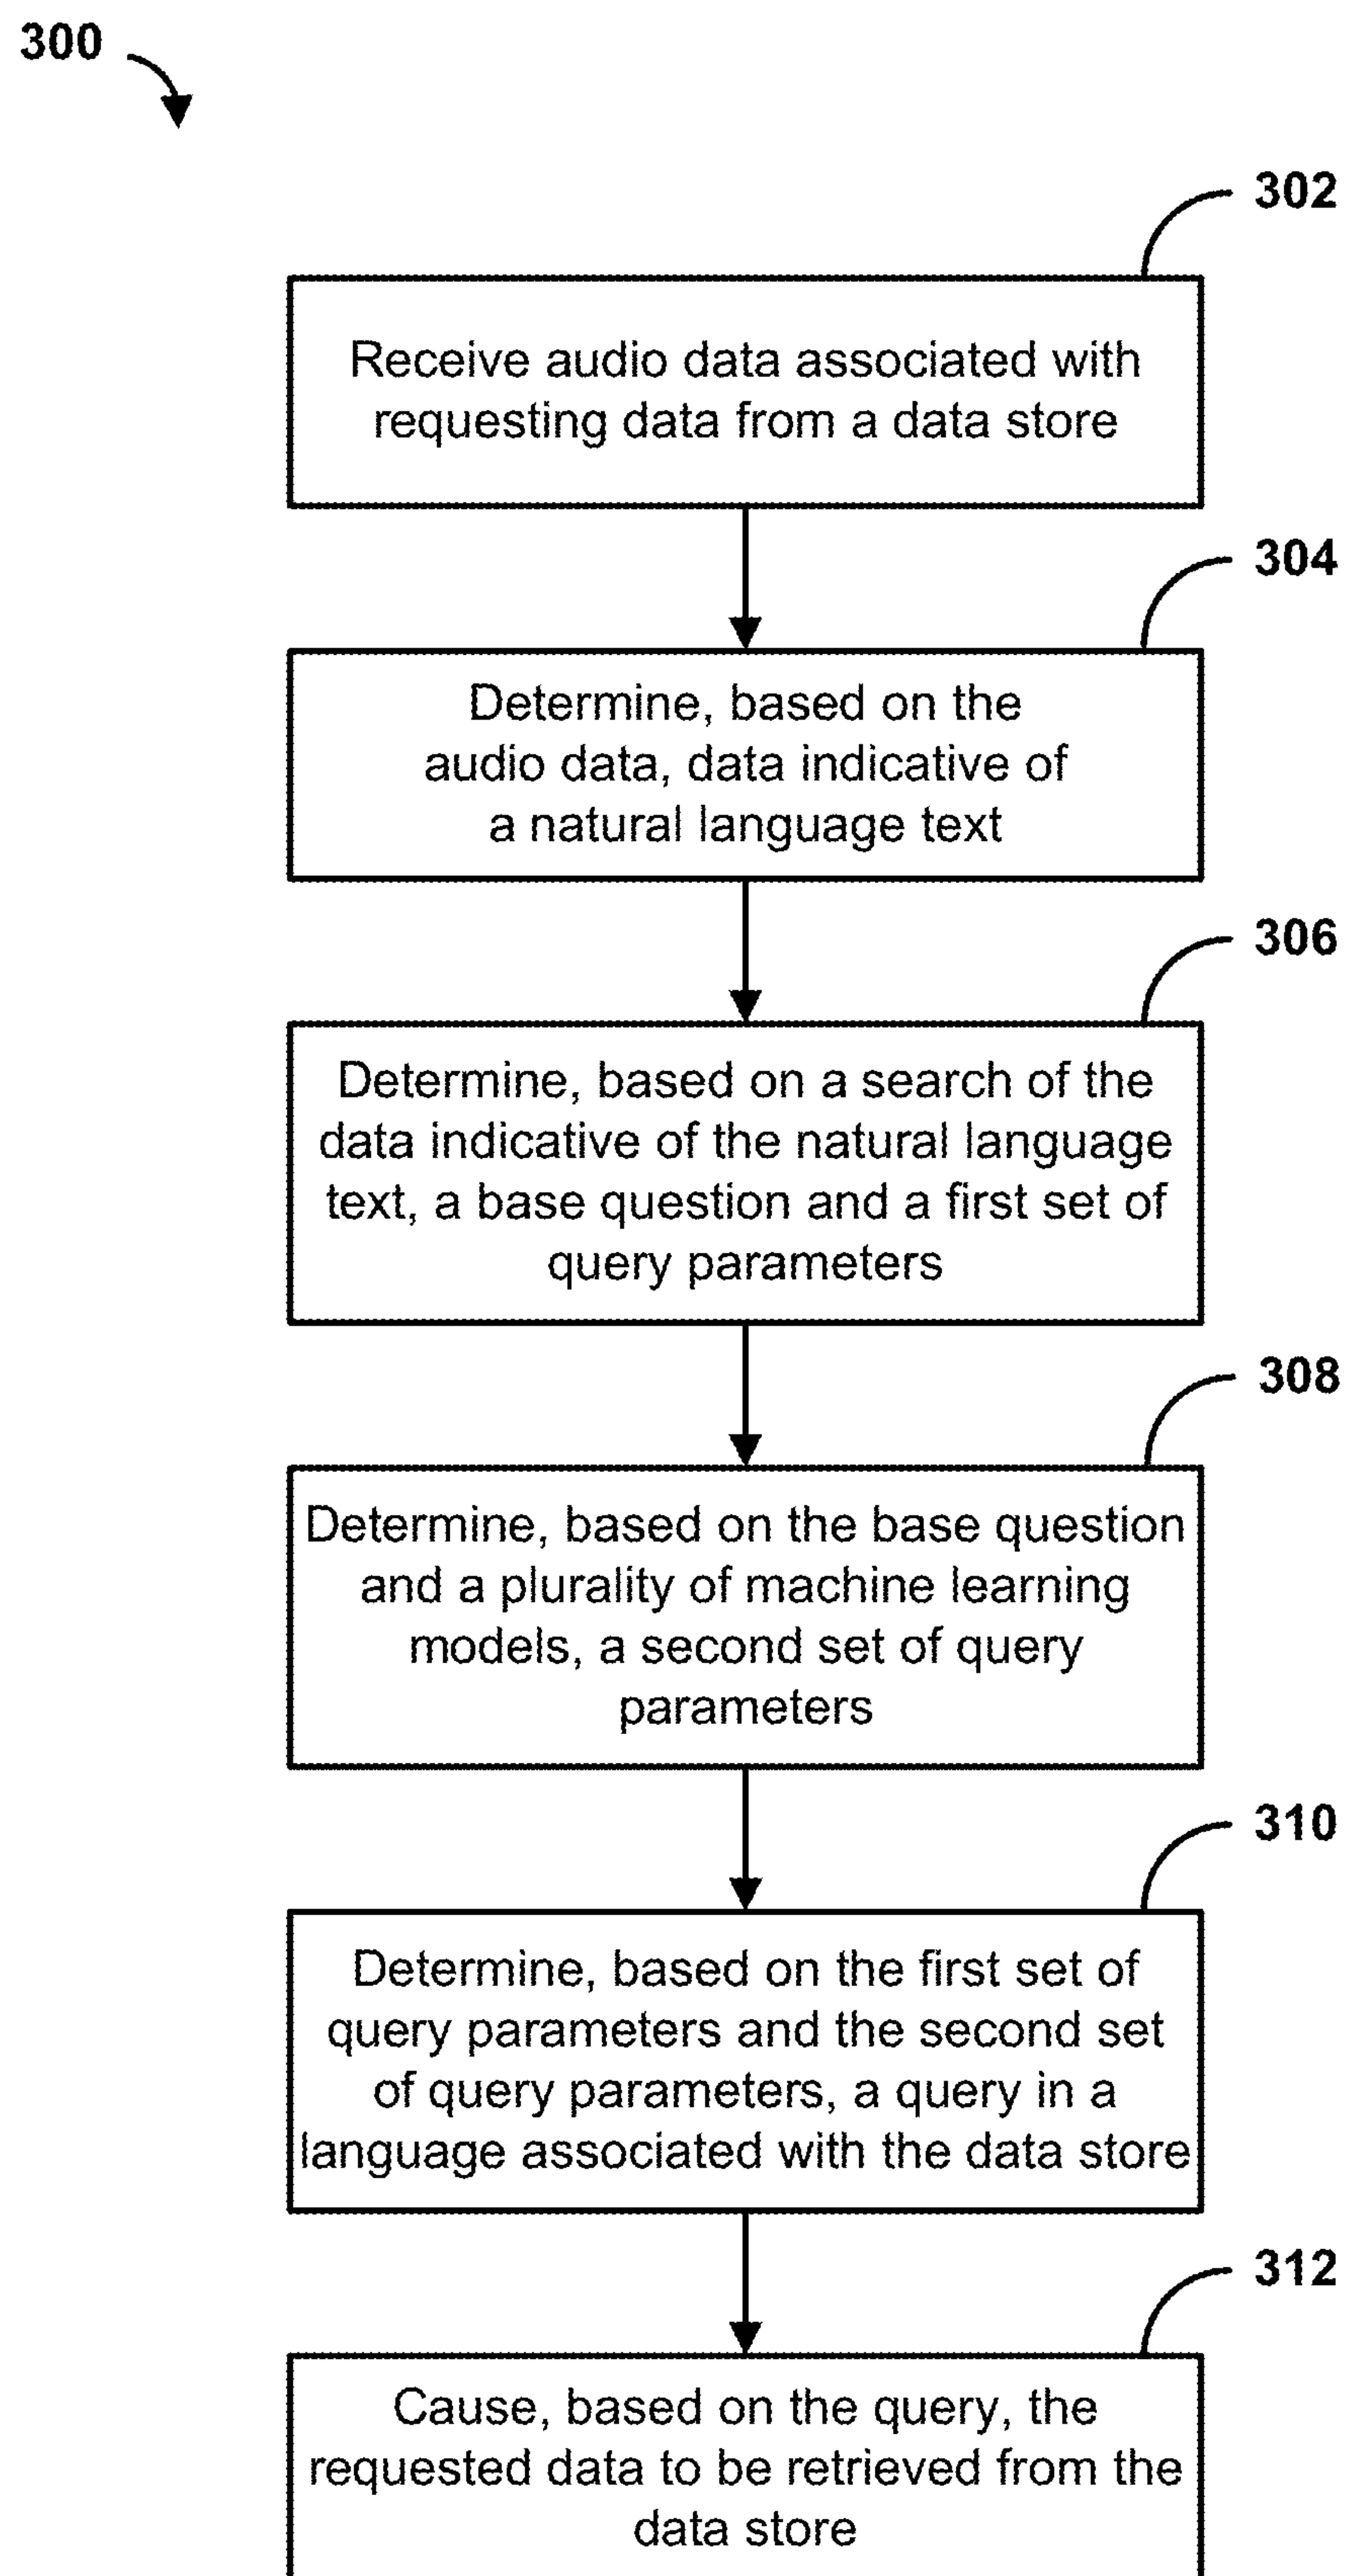 300
302
Receive audio data associated with
requesting data from a data store
304
Determine, based on the
audio data, data indicative of
a natural language text
306
Determine, based on a search of the
data indicative of the natural language
text, a base question and a first set of
query parameters
308
Determine, based on the base question
and a plurality of machine learning
models, a second set of query
parameters
310
Determine, based on the first set of
query parameters and the second set
of query parameters, a query in a
language associated with the data store
312
Cause, based on the query, the
requested data to be retrieved from the
data store